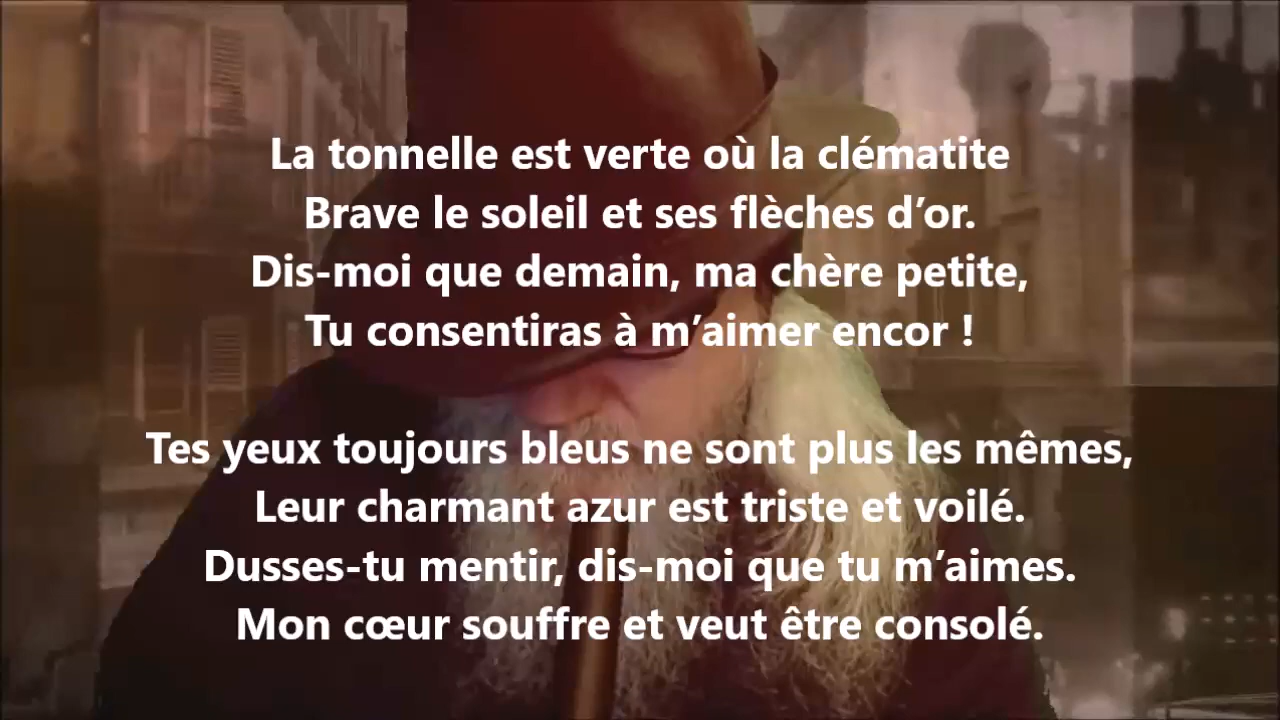 La tonnelle est verte où la clématite
Brave le soleil et ses flèches d’or.
Dis-moi que demain, ma chère petite,
Tu consentiras à m’aimer encor !
Tes yeux toujours bleus ne sont plus les mêmes,
Leur charmant azur est triste et voilé.
Dusses-tu mentir, dis-moi que tu m’aimes.
Mon cœur souffre et veut être consolé.